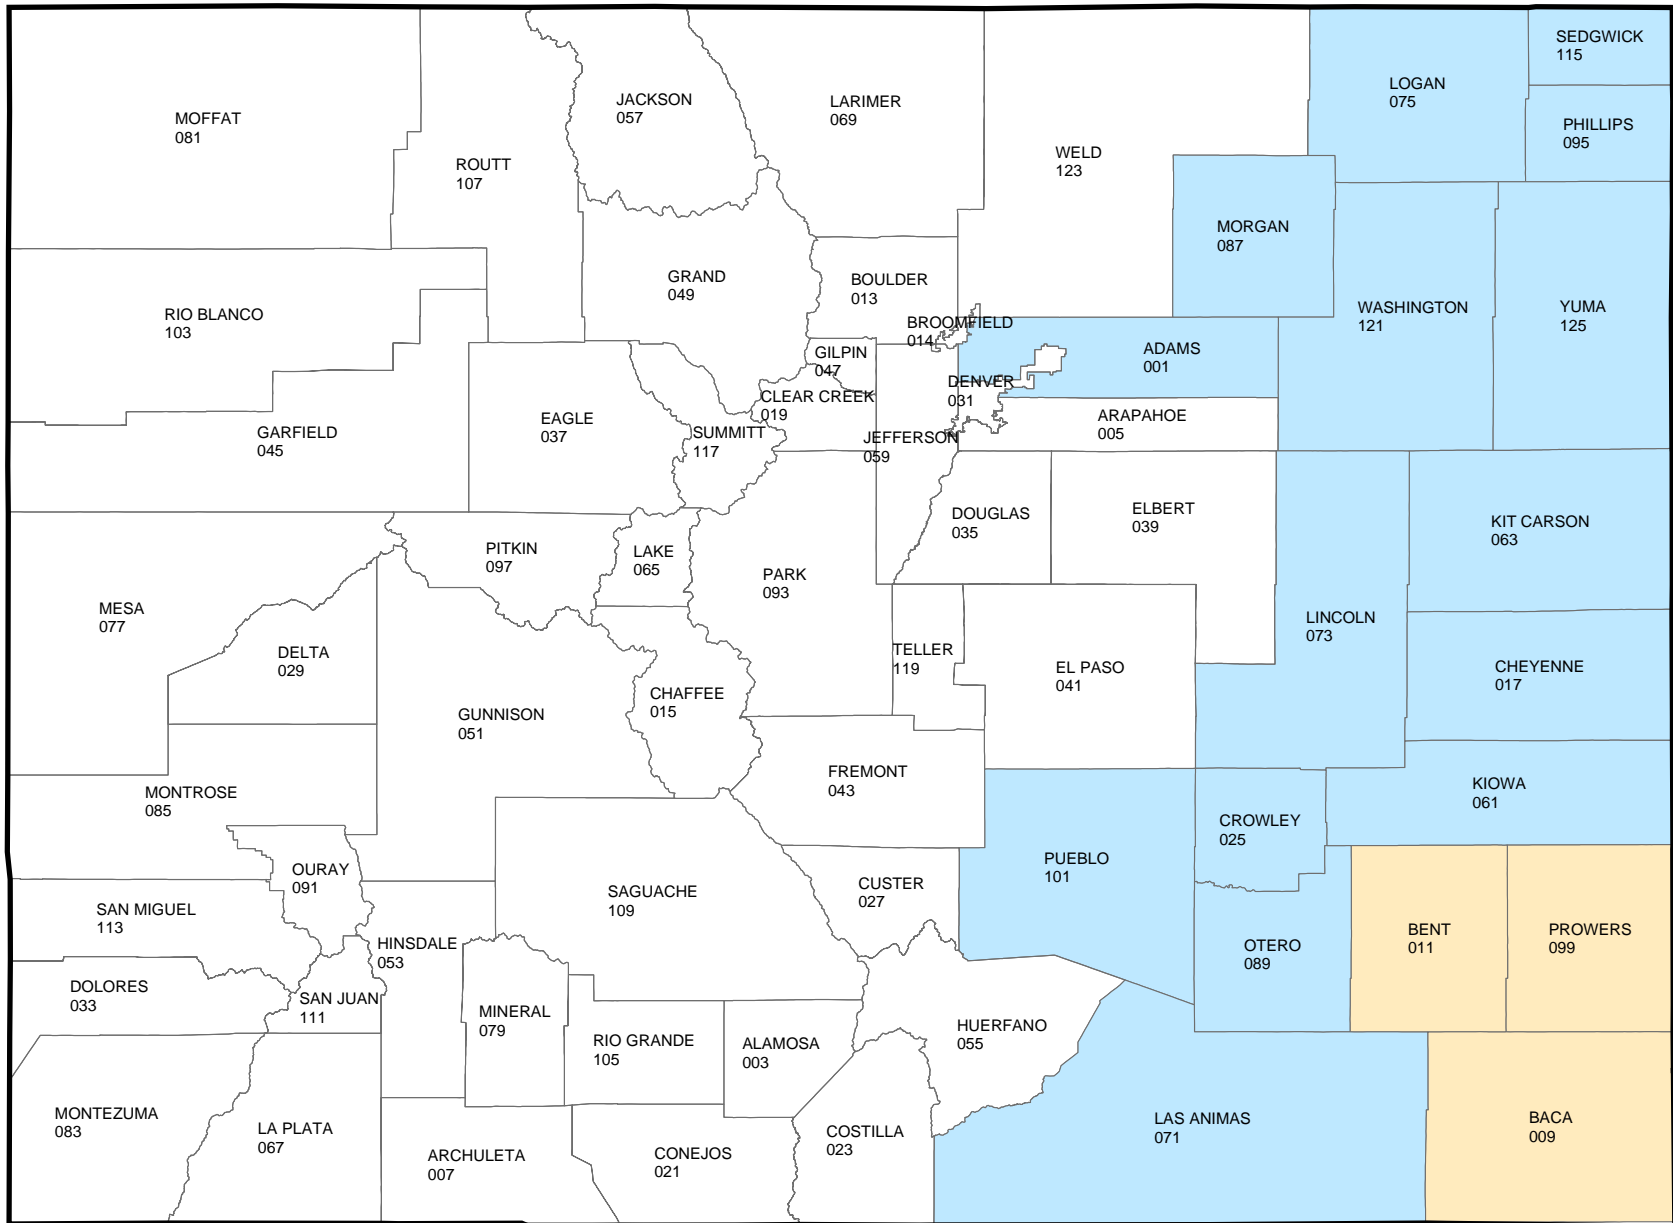 SEDGWICK
115
LOGAN
075
JACKSON
057
LARIMER
069
MOFFAT
081
PHILLIPS
095
WELD
123
ROUTT
107
MORGAN
087
GRAND
049
BOULDER
013
RIO BLANCO
103
WASHINGTON
121
YUMA
125
BROOMFIELD
014
GILPIN
047
ADAMS
001
DENVER
031
CLEAR CREEK
019
ARAPAHOE
005
EAGLE
037
GARFIELD
045
SUMMITT
117
JEFFERSON
059
DOUGLAS
035
ELBERT
039
KIT CARSON
063
PITKIN
097
LAKE
065
PARK
093
MESA
077
LINCOLN
073
DELTA
029
TELLER
119
EL PASO
041
CHEYENNE
017
CHAFFEE
015
GUNNISON
051
FREMONT
043
MONTROSE
085
KIOWA
061
CROWLEY
025
PUEBLO
101
OURAY
091
SAGUACHE
109
CUSTER
027
SAN MIGUEL
113
HINSDALE
053
OTERO
089
BENT
011
PROWERS
099
DOLORES
033
SAN JUAN
111
MINERAL
079
RIO GRANDE
105
ALAMOSA
003
HUERFANO
055
MONTEZUMA
083
LA PLATA
067
ARCHULETA
007
CONEJOS
021
COSTILLA
023
LAS ANIMAS
071
BACA
009